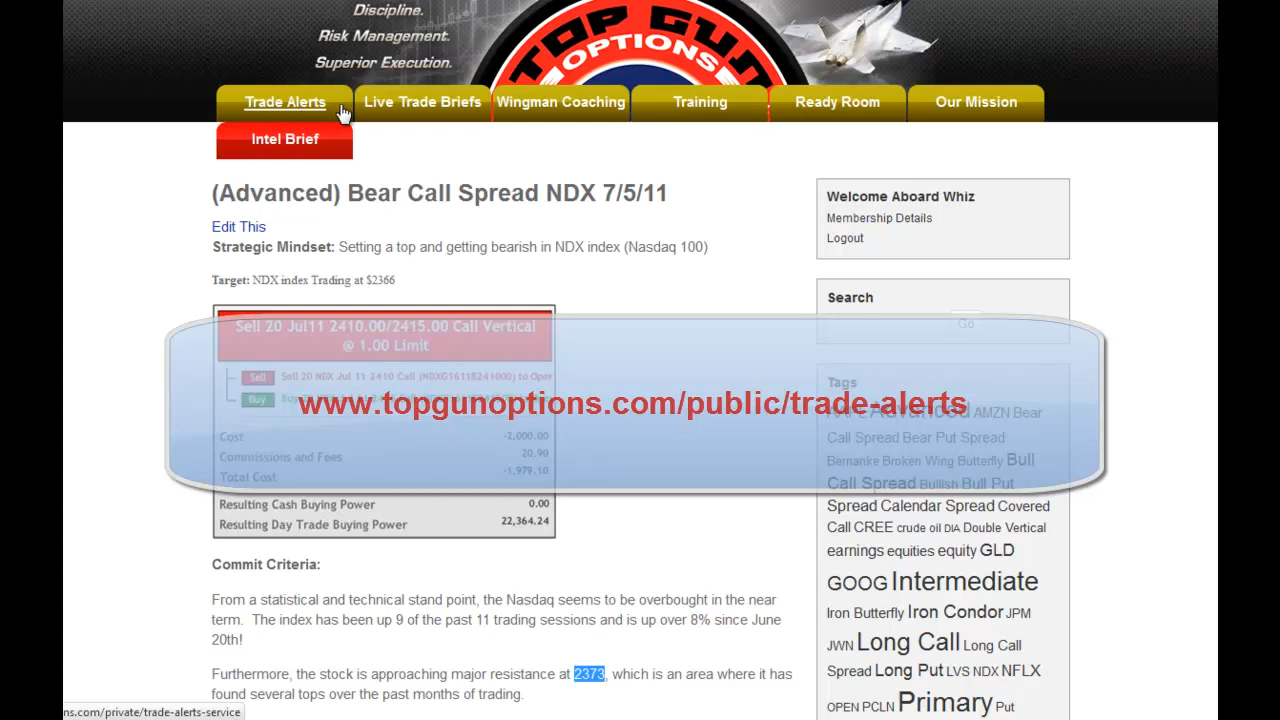 Discipline.
Risk Management.
Superior Execution.
TOP GUN
OPTIONS
Trade Alerts
Live Trade Briefs
Wingman Coaching
Training
Ready Room
Our Mission
Intel Brief
(Advanced) Bear Call Spread NDX 7/5/11
Edit This
Strategic Mindset: Setting a top and getting bearish in NDX index (Nasdaq 100)
Target: NDX index Trading at $2366
Sell 20 Jul11 2410.00/2415.00 Call Vertical
@ 1.00 Limit
Sell Sell 20 NDX Jul 11 2410 Call (NDXG16118241000) to Open
Buy
www.topgunoptions.com/public/trade-alerts
Cost -2,000.00
Commissions and Fees 20.90
Total Cost -1,979.10
Resulting Cash Buying Power 0.00
Resulting Day Trade Buying Power 22,364.24
Commit Criteria:
From a statistical and technical stand point, the Nasdaq seems to be overbought in the near
term. The index has been up 9 of the past 11 trading sessions and is up over 8% since June
20th!
Furthermore, the stock is approaching major resistance at 2373, which is an area where it has
found several tops over the past months of trading.
Welcome Aboard Whiz
Membership Details
Logout
Search
Go
Tags
AAPL Advanced AMZN Bear
Call Spread Bear Put Spread
Bernanke Broken Wing Butterfly Bull
Call Spread Bullish Bull Put
Spread Calendar Spread Covered
Call CREE crude oil DIA Double Vertical
earnings equities equity GLD
GOOG Intermediate
Iron Butterfly Iron Condor JPM
JWN Long Call Long Call
Spread Long Put LVS NDX NFLX
OPEN PCLN Primary Put
ns.com/private/trade-alerts-service